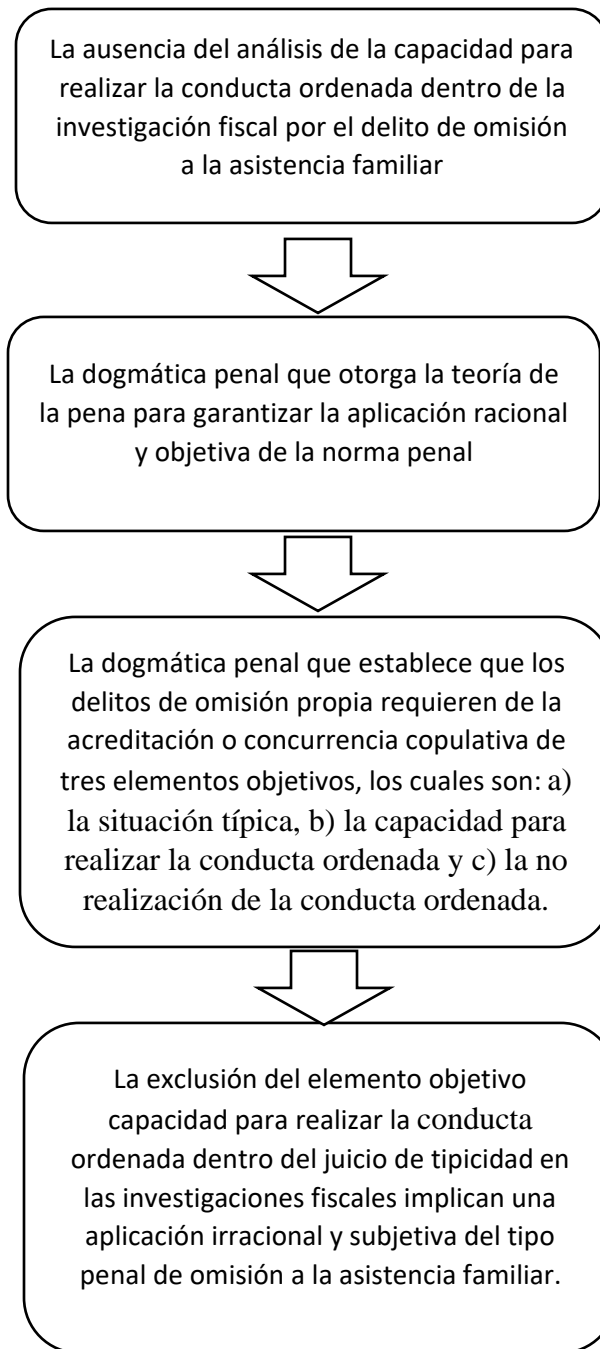 La ausencia del análisis de la capacidad para
realizar la conducta ordenada dentro de la
investigación fiscal por el delito de omisión
a la asistencia familiar
La dogmática penal que otorga la teoría de
la pena para garantizar la aplicación racional
y objetiva de la norma penal
La dogmática penal que establece que los
delitos de omisión propia requieren de la
acreditación o concurrencia copulativa de
tres elementos objetivos, los cuales son: a)
la situación típica, b) la capacidad para
realizar la conducta ordenada y c) la no
realización de la conducta ordenada.
La exclusión del elemento objetivo
capacidad para realizar la conducta
ordenada dentro del juicio de tipicidad en
las investigaciones fiscales implican una
aplicación irracional y subjetiva del tipo
penal de omisión a la asistencia familiar.